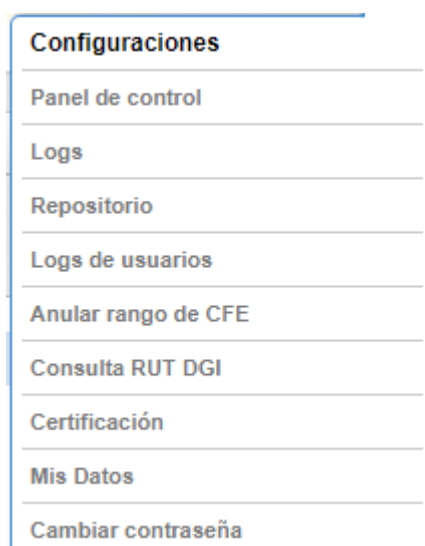 Configuraciones
Panel de control
Logs
Repositorio
Logs de usuarios
Anular rango de CFE
Consulta RUT DGI
Certificación
Mis Datos
Cambiar contraseña